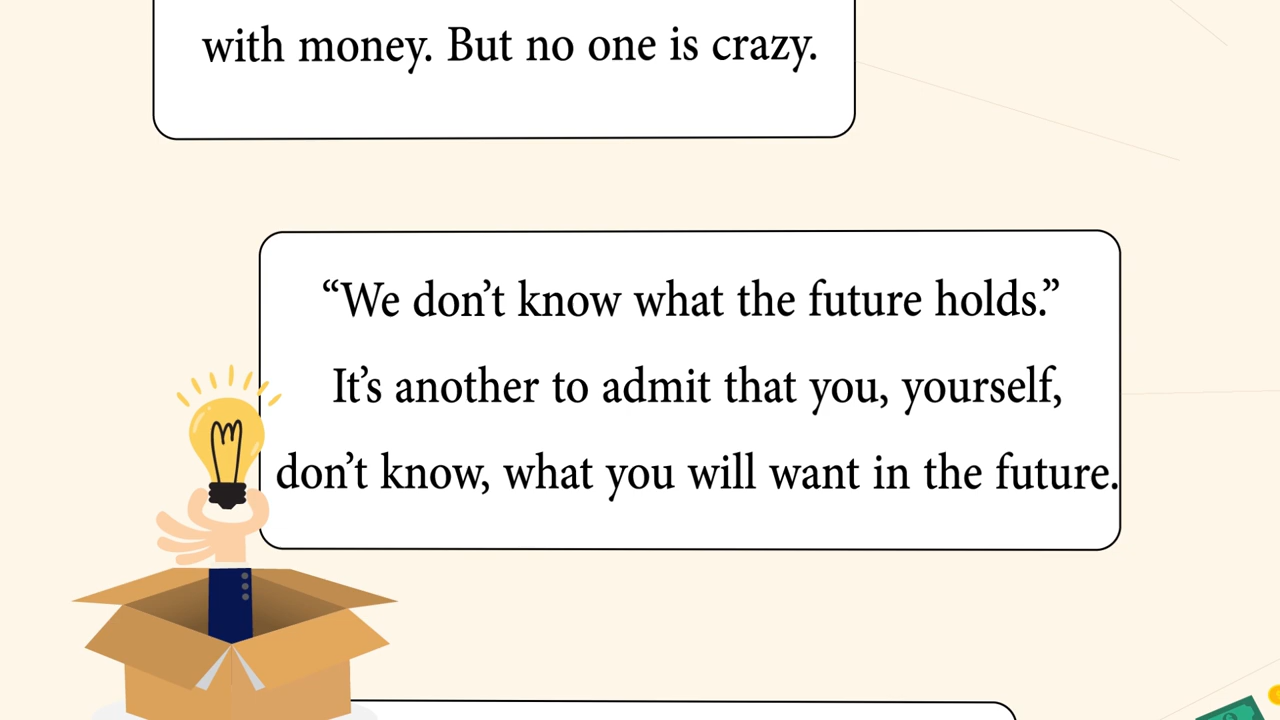 with money. But no one is crazy.
“We don’t know what the future holds.”
It’s another to admit that you, yourself,
don’t know, what you will want in the future.